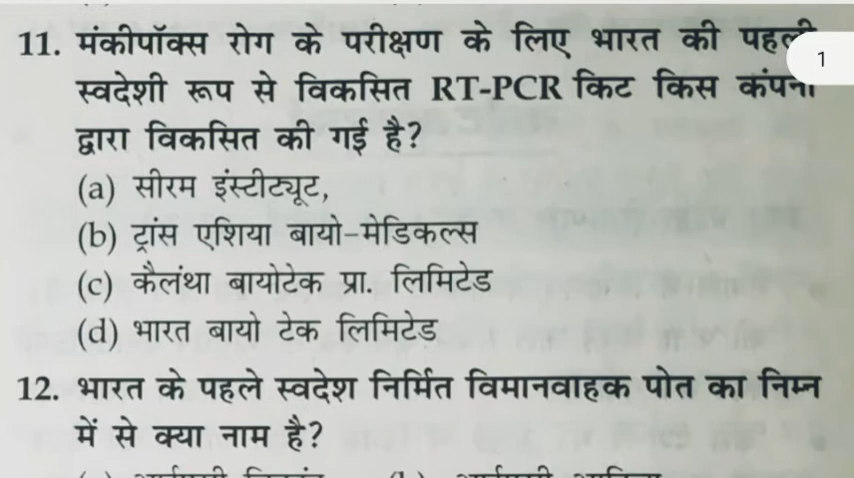 11. मंकीपॉक्स रोग के परीक्षण के लिए भारत की पहली
1
स्वदेशी रूप से विकसित RT-PCR किट किस कंपनी
द्वारा विकसित की गई है?
(a) सीरम इंस्टीट्यूट,
(b) ट्रांस एशिया बायो-मेडिकल्स
(c) कैलंथा बायोटेक प्रा. लिमिटेड
(d) भारत बायो टेक लिमिटेड
12. भारत के पहले स्वदेश निर्मित विमानवाहक पोत का निम्न
में से क्या नाम है?